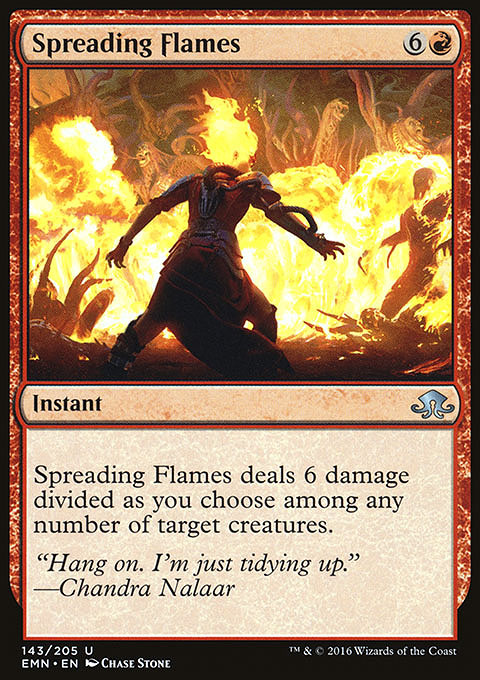 Spreading Flames 6
Instant
Spreading Flames deals 6 damage
divided as you choose among any
number of target creatures.
“Hang on. I’m just tidying up.”
—Chandra Nalaar
143/205 U
EMN • EN Chase Stone
™ & © 2016 Wizards of the Coast